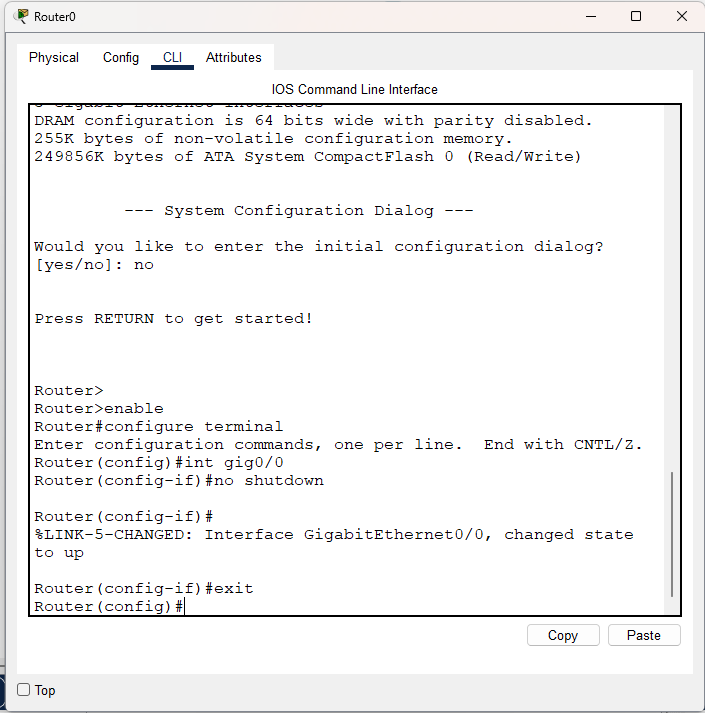 Router0
Physical Config CLI Attributes
IOS Command Line Interface
DRAM configuration is 64 bits wide with parity disabled.
255K bytes of non-volatile configuration memory.
249856K bytes of ATA System CompactFlash 0 (Read/Write)
--- System Configuration Dialog ---
Would you like to enter the initial configuration dialog?
[yes/no]: no
Press RETURN to get started!
Router>
Router>enable
Router#configure terminal
Enter configuration commands, one per line.  End with CNTL/Z.
Router(config)#int gig0/0
Router(config-if)#no shutdown
Router(config-if)#
%LINK-5-CHANGED: Interface GigabitEthernet0/0, changed state
to up
Router(config-if)#exit
Router(config)#
Copy Paste
Top